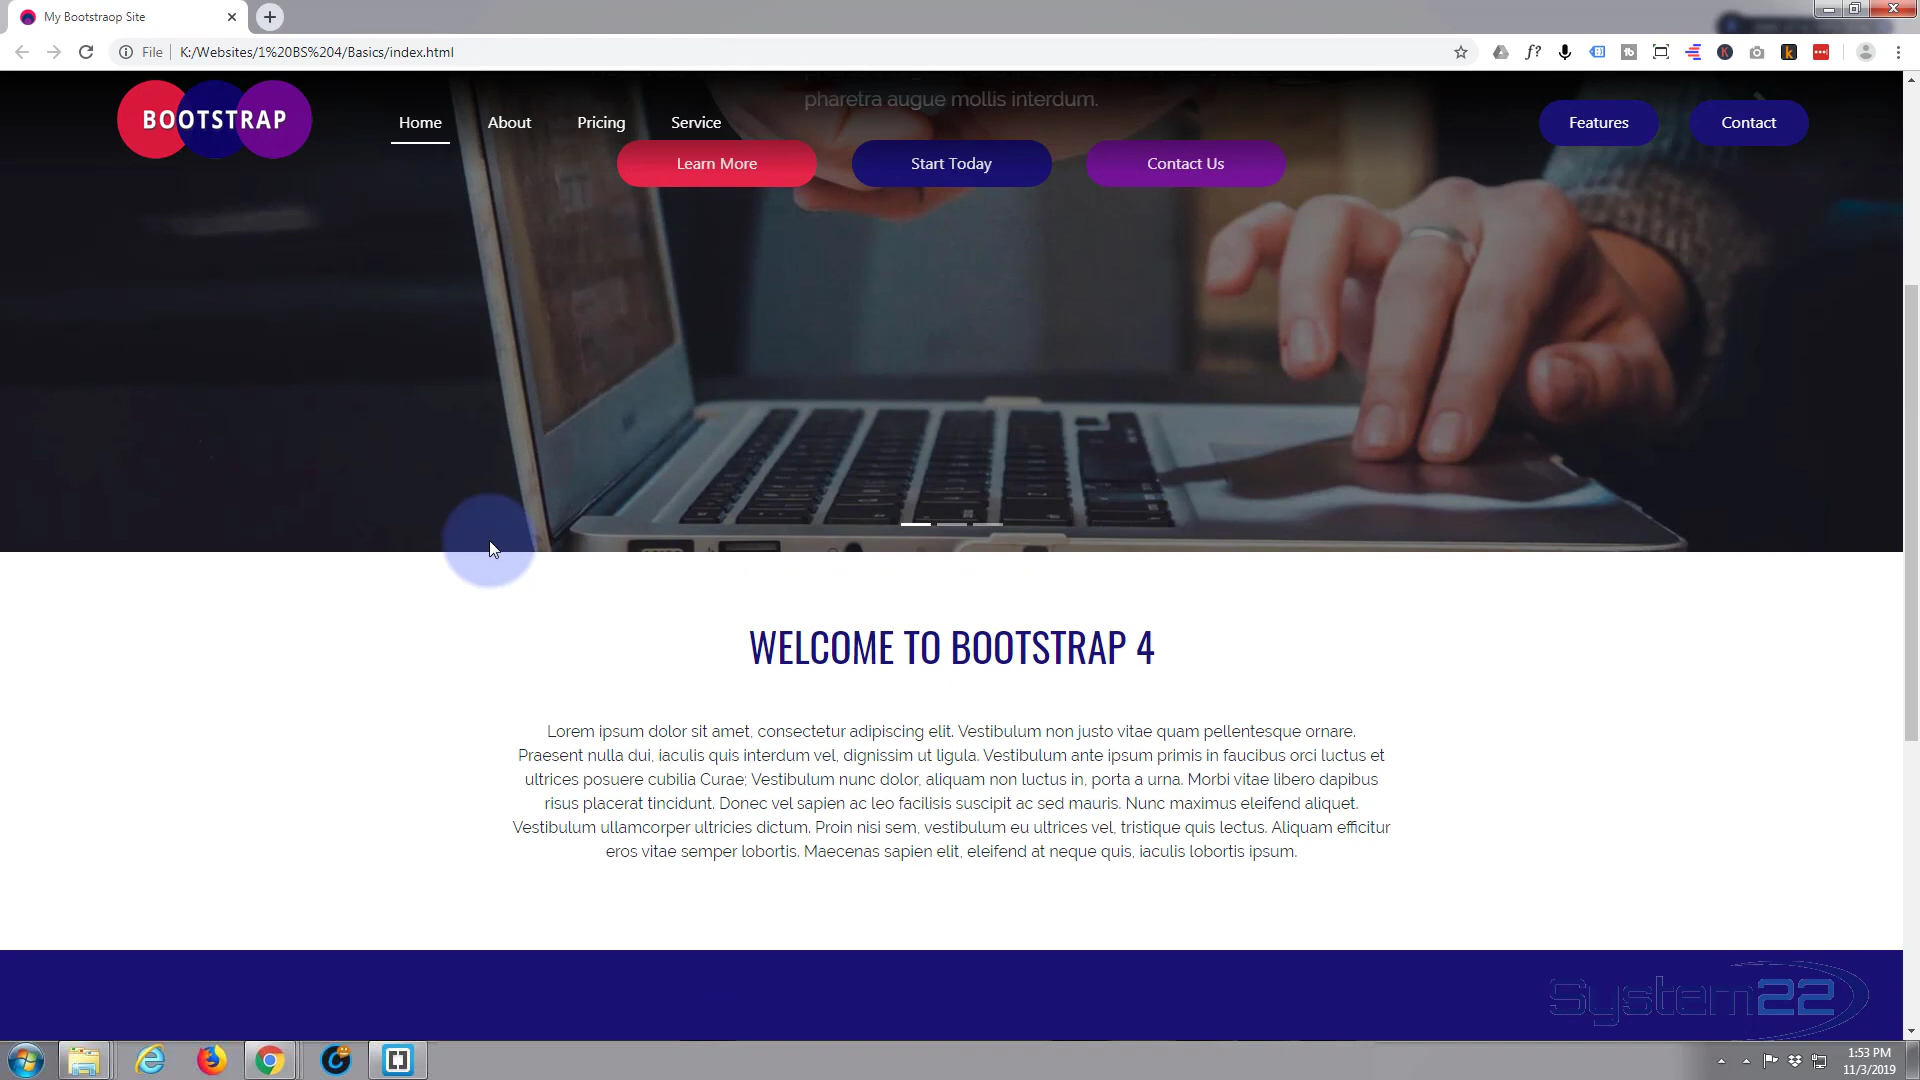 My Bootstraop Site
File
K:/Websites/1%20BS%204/Basics/index.html
pharetra augue mollis interdum.
BOOTSTRAP
Home
About
Pricing
Service
Features
Contact
Learn More
Start Today
Contact Us
WELCOME TO BOOTSTRAP 4
Lorem ipsum dolor sit amet, consectetur adipiscing elit. Vestibulum non justo vitae quam pellentesque ornare.
Praesent nulla dui, iaculis quis interdum vel, dignissim ut ligula. Vestibulum ante ipsum primis in faucibus orci luctus et
ultrices posuere cubilia Curae; Vestibulum nunc dolor, aliquam non luctus in, porta a urna. Morbi vitae libero dapibus
risus placerat tincidunt. Donec vel sapien ac leo facilisis suscipit ac sed mauris. Nunc maximus eleifend aliquet.
Vestibulum ullamcorper ultricies dictum. Proin nisi sem, vestibulum eu ultrices vel, tristique quis lectus. Aliquam efficitur
eros vitae semper lobortis. Maecenas sapien elit, eleifend at neque quis, iaculis lobortis ipsum.
System22
1:53 PM
11/3/2019